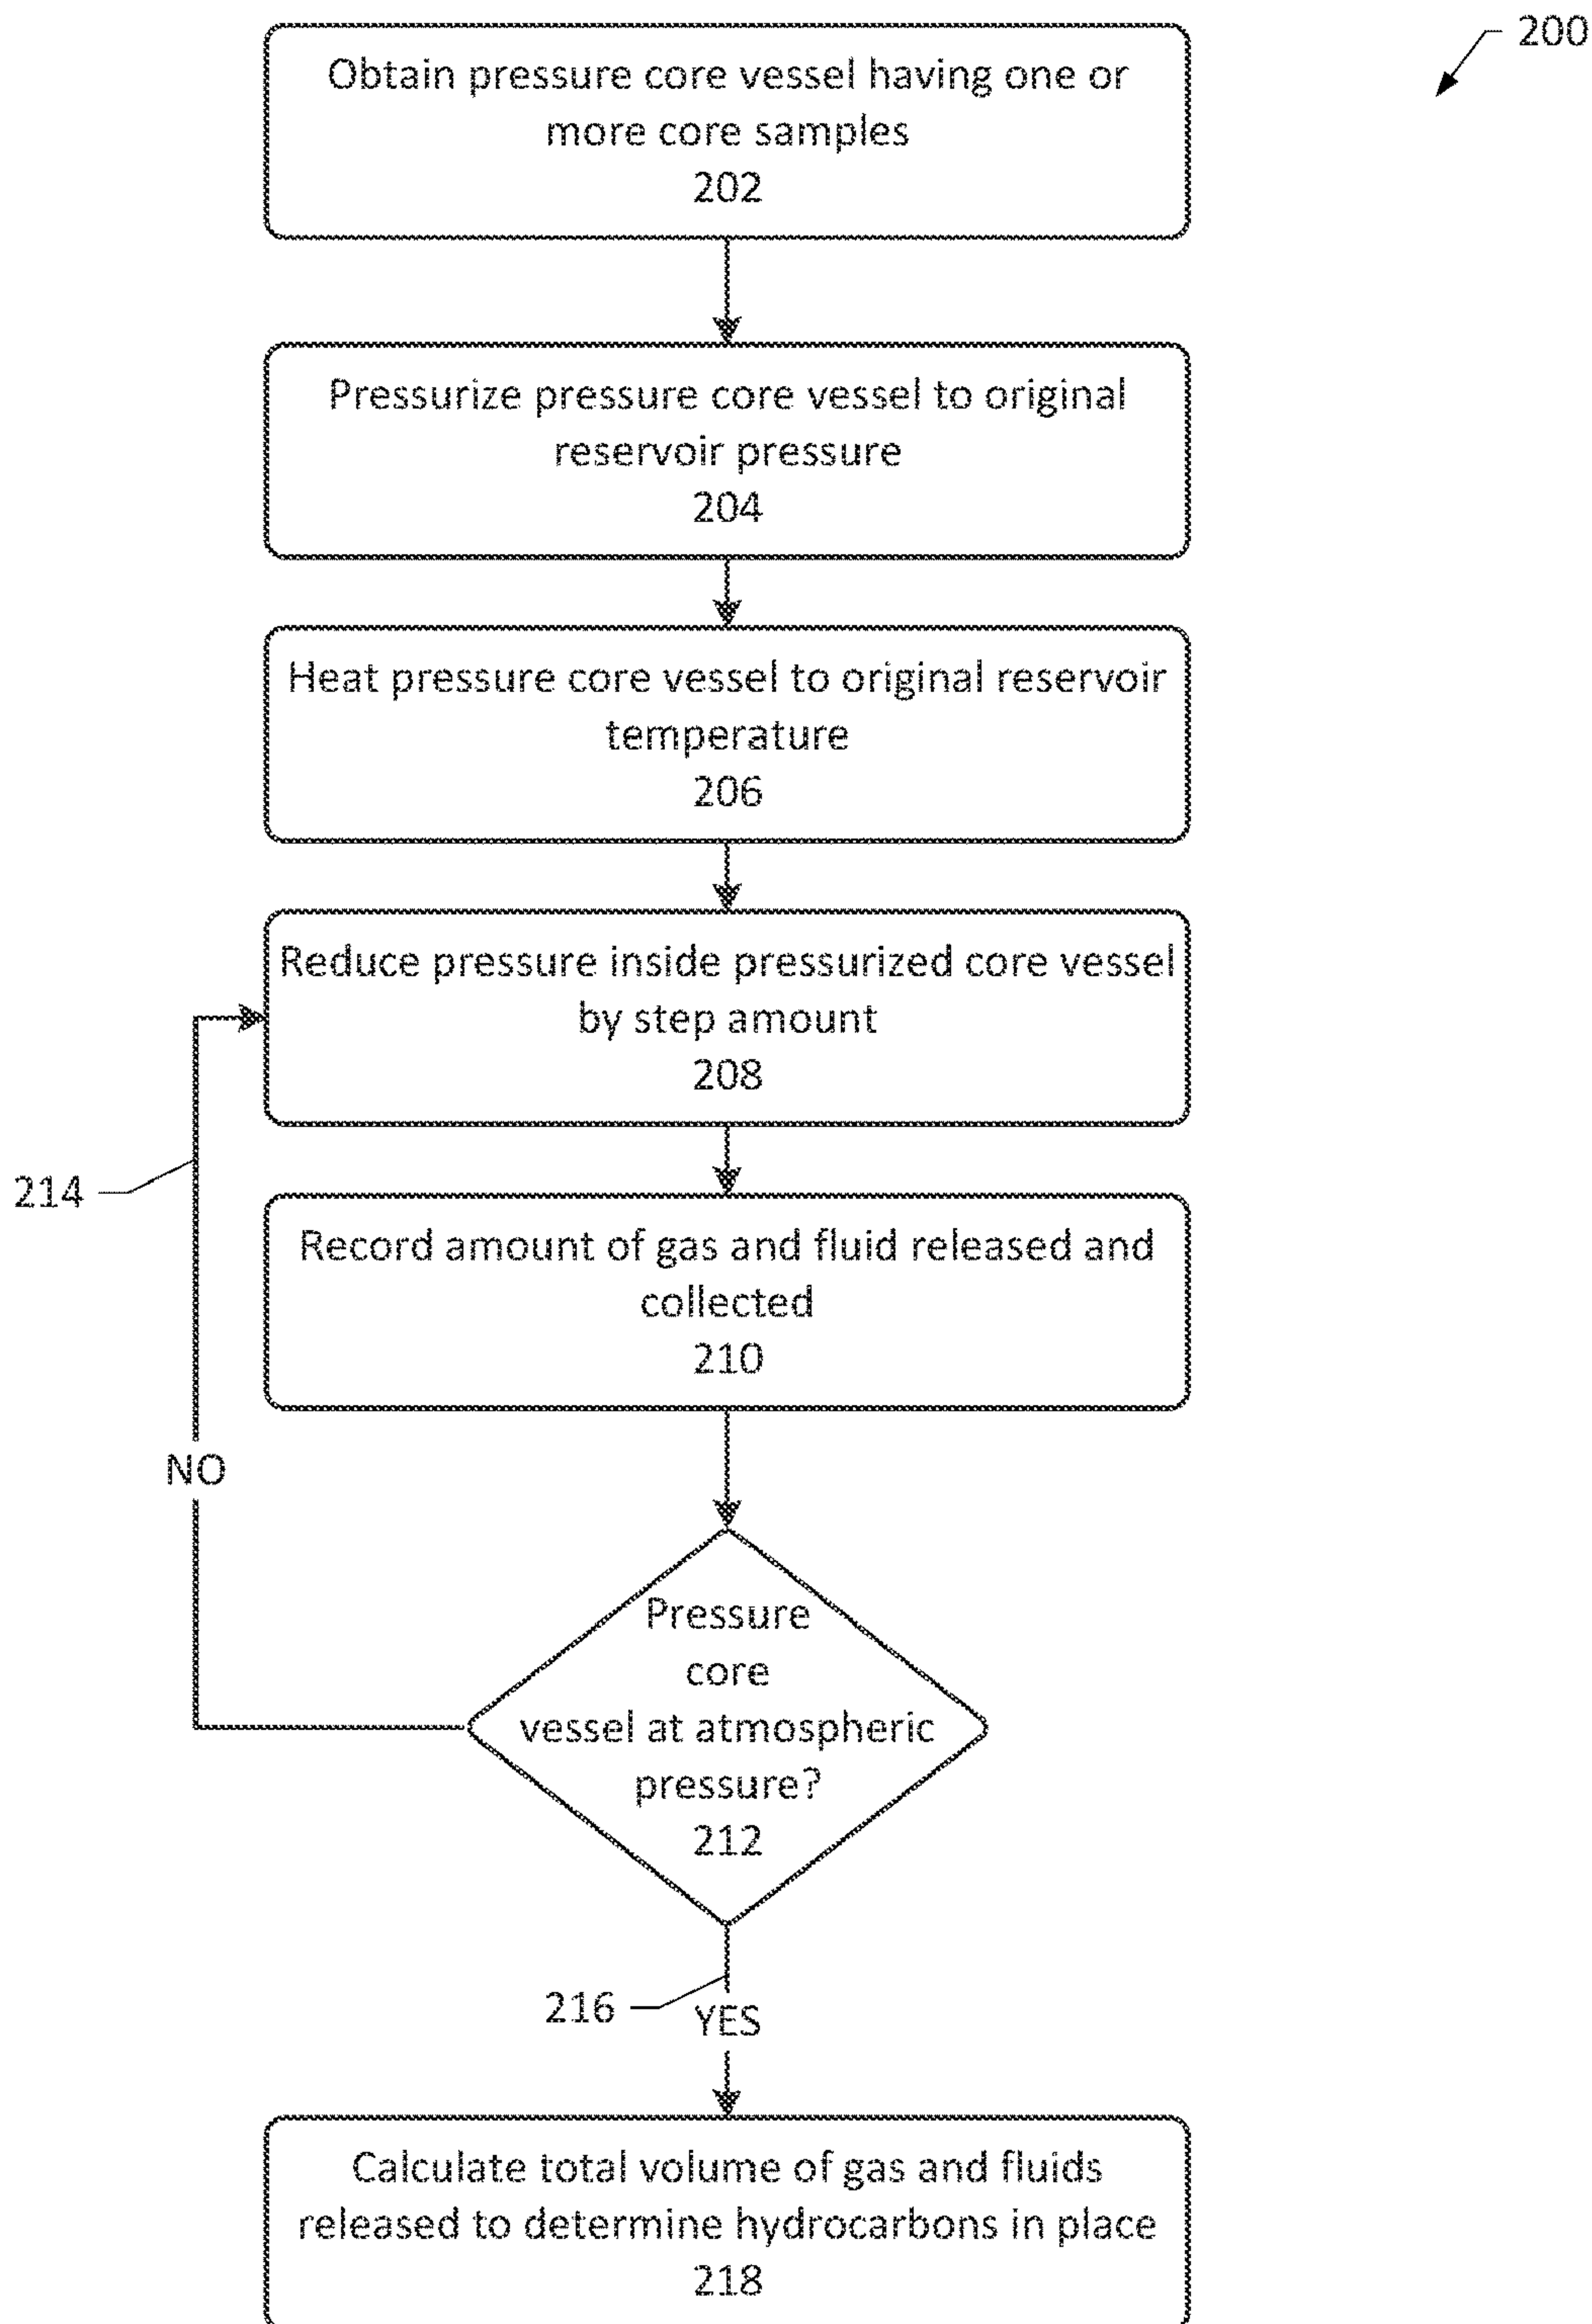 200
Obtain pressure core vessel having one or
more core samples
202
Pressurize pressure core vessel to original
reservoir pressure
204
Heat pressure core vessel to original reservoir
temperature
206
Reduce pressure inside pressurized core vessel
by step amount
208
214
Record amount of gas and fluid released and
collected
210
NO
Pressure
core
vessel at atmospheric
pressure?
212
216
YES
Calculate total volume of gas and fluids
released to determine hydrocarbons in place
218